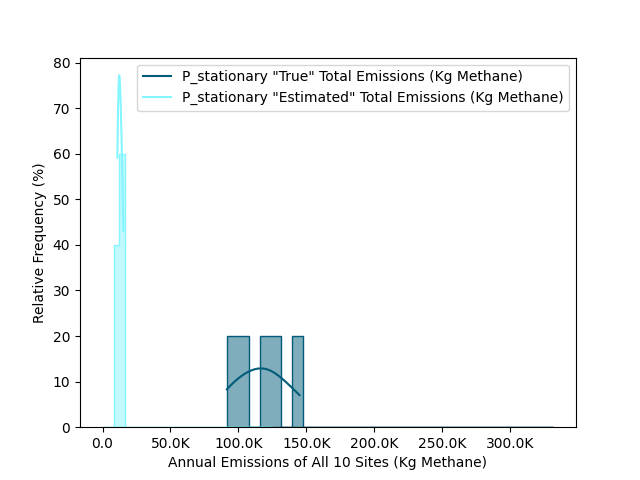 P_stationary "True" Total Emissions (Kg Methane)
P_stationary "Estimated" Total Emissions (Kg Methane)
Relative Frequency (%)
80
70
60
50
40
30
20
10
0
0.0 50.0K 100.0K 150.0K 200.0K 250.0K 300.0K
Annual Emissions of All 10 Sites (Kg Methane)